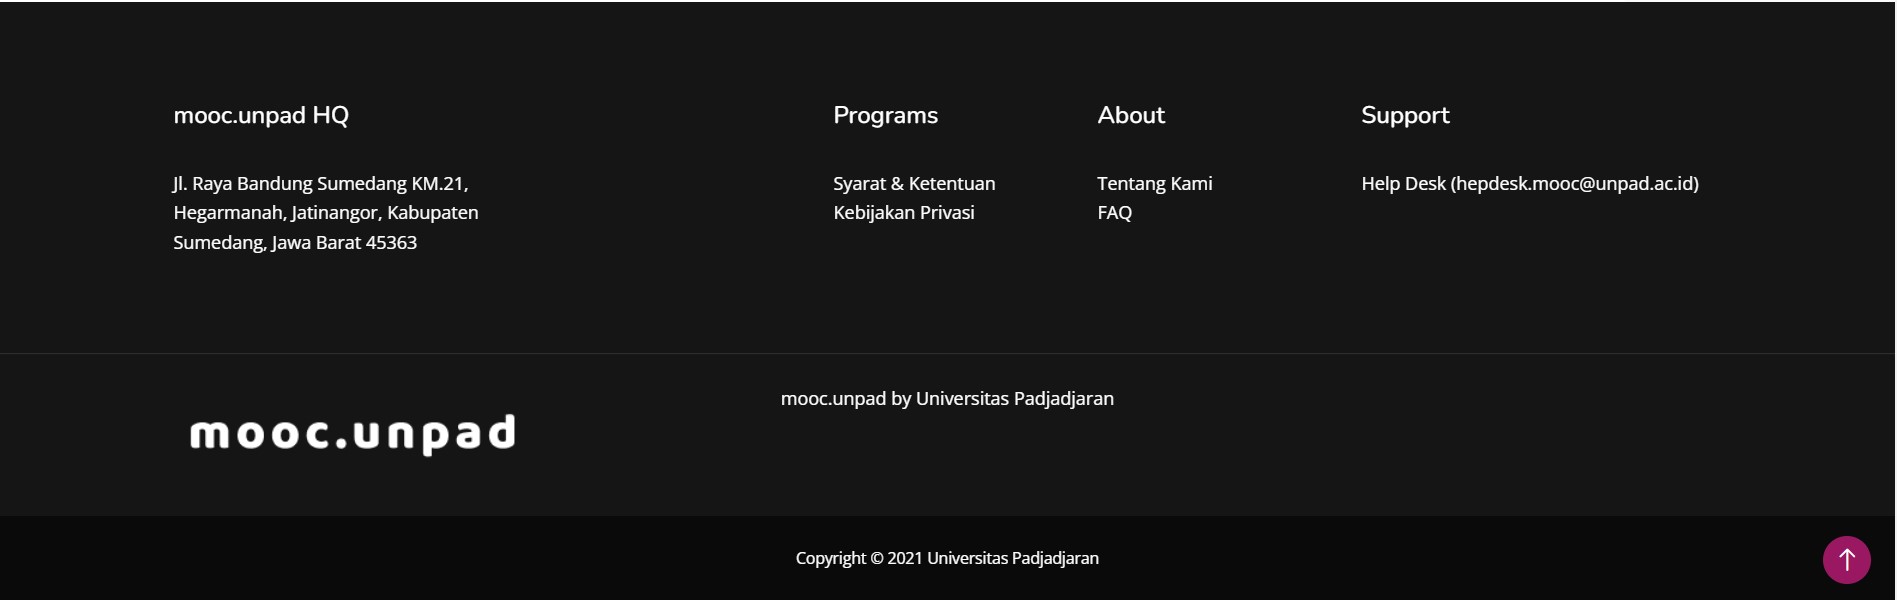 mooc.unpad HQ
Jl. Raya Bandung Sumedang KM.21,
Hegarmanah, Jatinangor, Kabupaten
Sumedang, Jawa Barat 45363
Programs
Syarat & Ketentuan
Kebijakan Privasi
About
Tentang Kami
FAQ
Support
Help Desk (hepdesk.mooc@unpad.ac.id)
mooc.unpad
mooc.unpad by Universitas Padjadjaran
Copyright © 2021 Universitas Padjadjaran